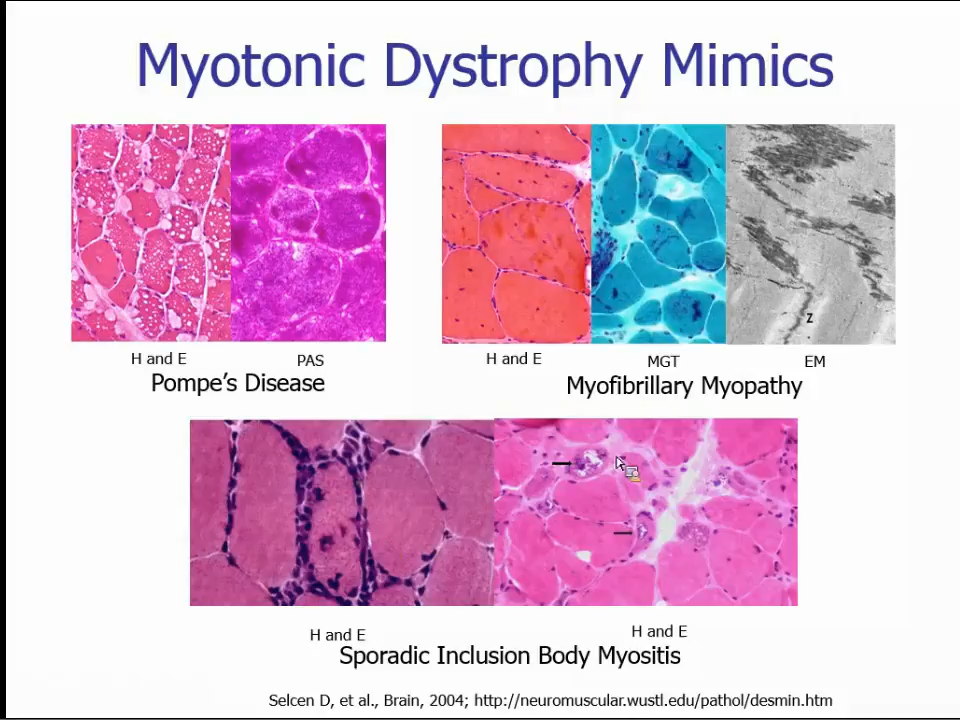 Myotonic Dystrophy Mimics
Z
H and E
PAS
H and E
MGT
EM
Pompe's Disease
Myofibrillary Myopathy
H and E
H and E
Sporadic Inclusion Body Myositis
Selcen D, et al., Brain, 2004; http://neuromuscular.wustl.edu/pathol/desmin.htm